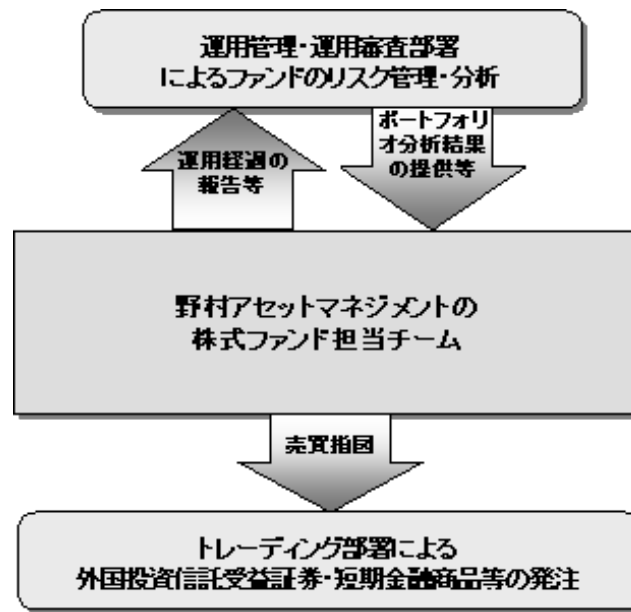 運用管理・運用審査部署
によるファンドのリスク管理・分析
運用経過の
報告等
ポートフォリ
オ分析結果
の提供等
野村アセットマネジメントの
株式ファンド担当チーム
売買指図
トレーディング部署による
外国投資信託受益証券・短期金融商品等の発注